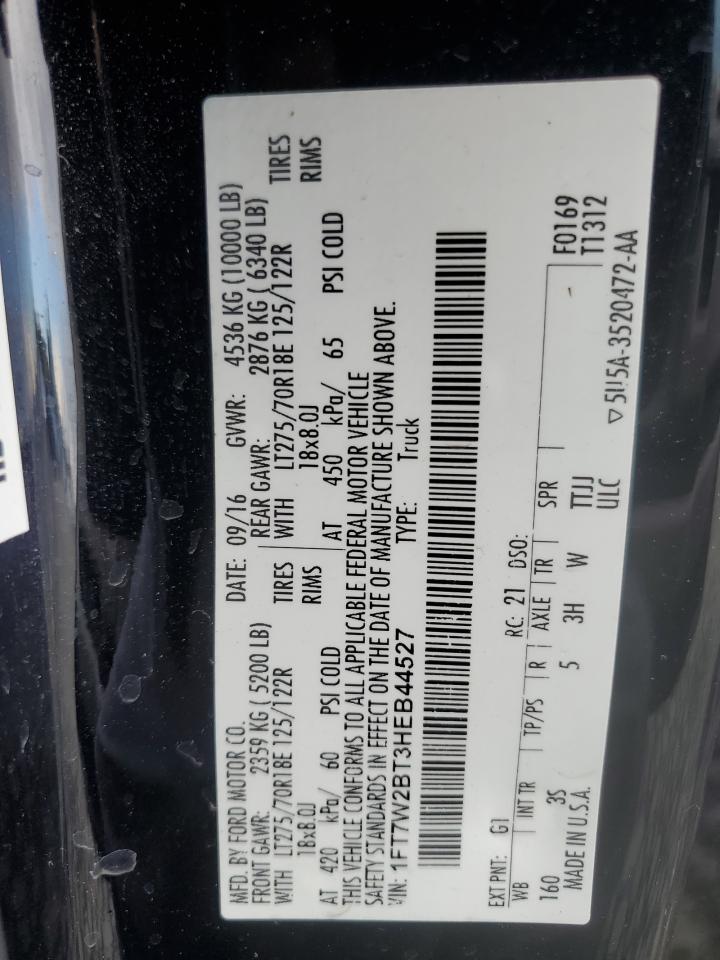 MFD. BY FORD MOTOR CO.
DATE: 09/16 GVWR: 4536 KG (10000 LB)
FRONT GAWR: 2359 KG ( 5200 LB)
REAR GAWR: 2876 KG ( 6340 LB)
WITH LT275/70R18E 125/122R TIRES
WITH LT275/70R18E 125/122R TIRES
18x8.0J RIMS
18x8.0J RIMS
AT 420 kPa/ 60 PSI COLD
AT 450 kPa/ 65 PSI COLD
THIS VEHICLE CONFORMS TO ALL APPLICABLE FEDERAL MOTOR VEHICLE
SAFETY STANDARDS IN EFFECT ON THE DATE OF MANUFACTURE SHOWN ABOVE.
VIN: 1FT7W2BT3HEB44527 TYPE: Truck
EXT PNT: G1 RC: 21 DSO: F0169
T1312
WB INT TR TP/PS R AXLE TR SPR
160 3S 5 3H W TTJJ
MADE IN U.S.A. ULC
5U5A-3520472-AA